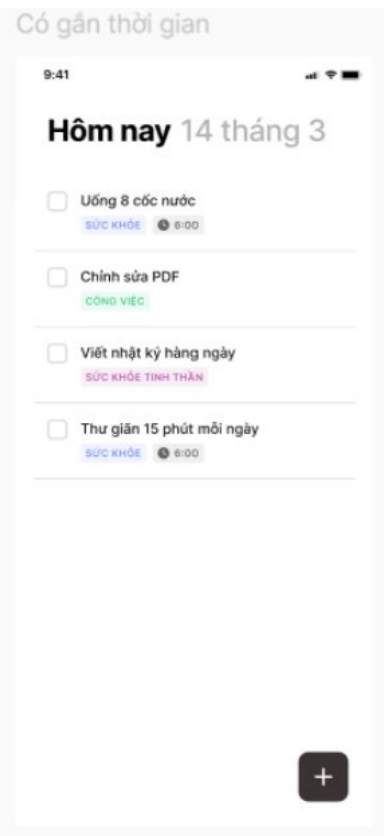 Có gắn thời gian
9:41
Hôm nay 14 tháng 3
Uống 8 cốc nước
SỨC KHỎE 6:00
Chỉnh sửa PDF
CÔNG VIỆC
Viết nhật ký hàng ngày
SỨC KHỎE TINH THẦN
Thư giãn 15 phút mỗi ngày
SỨC KHỎE 6:00